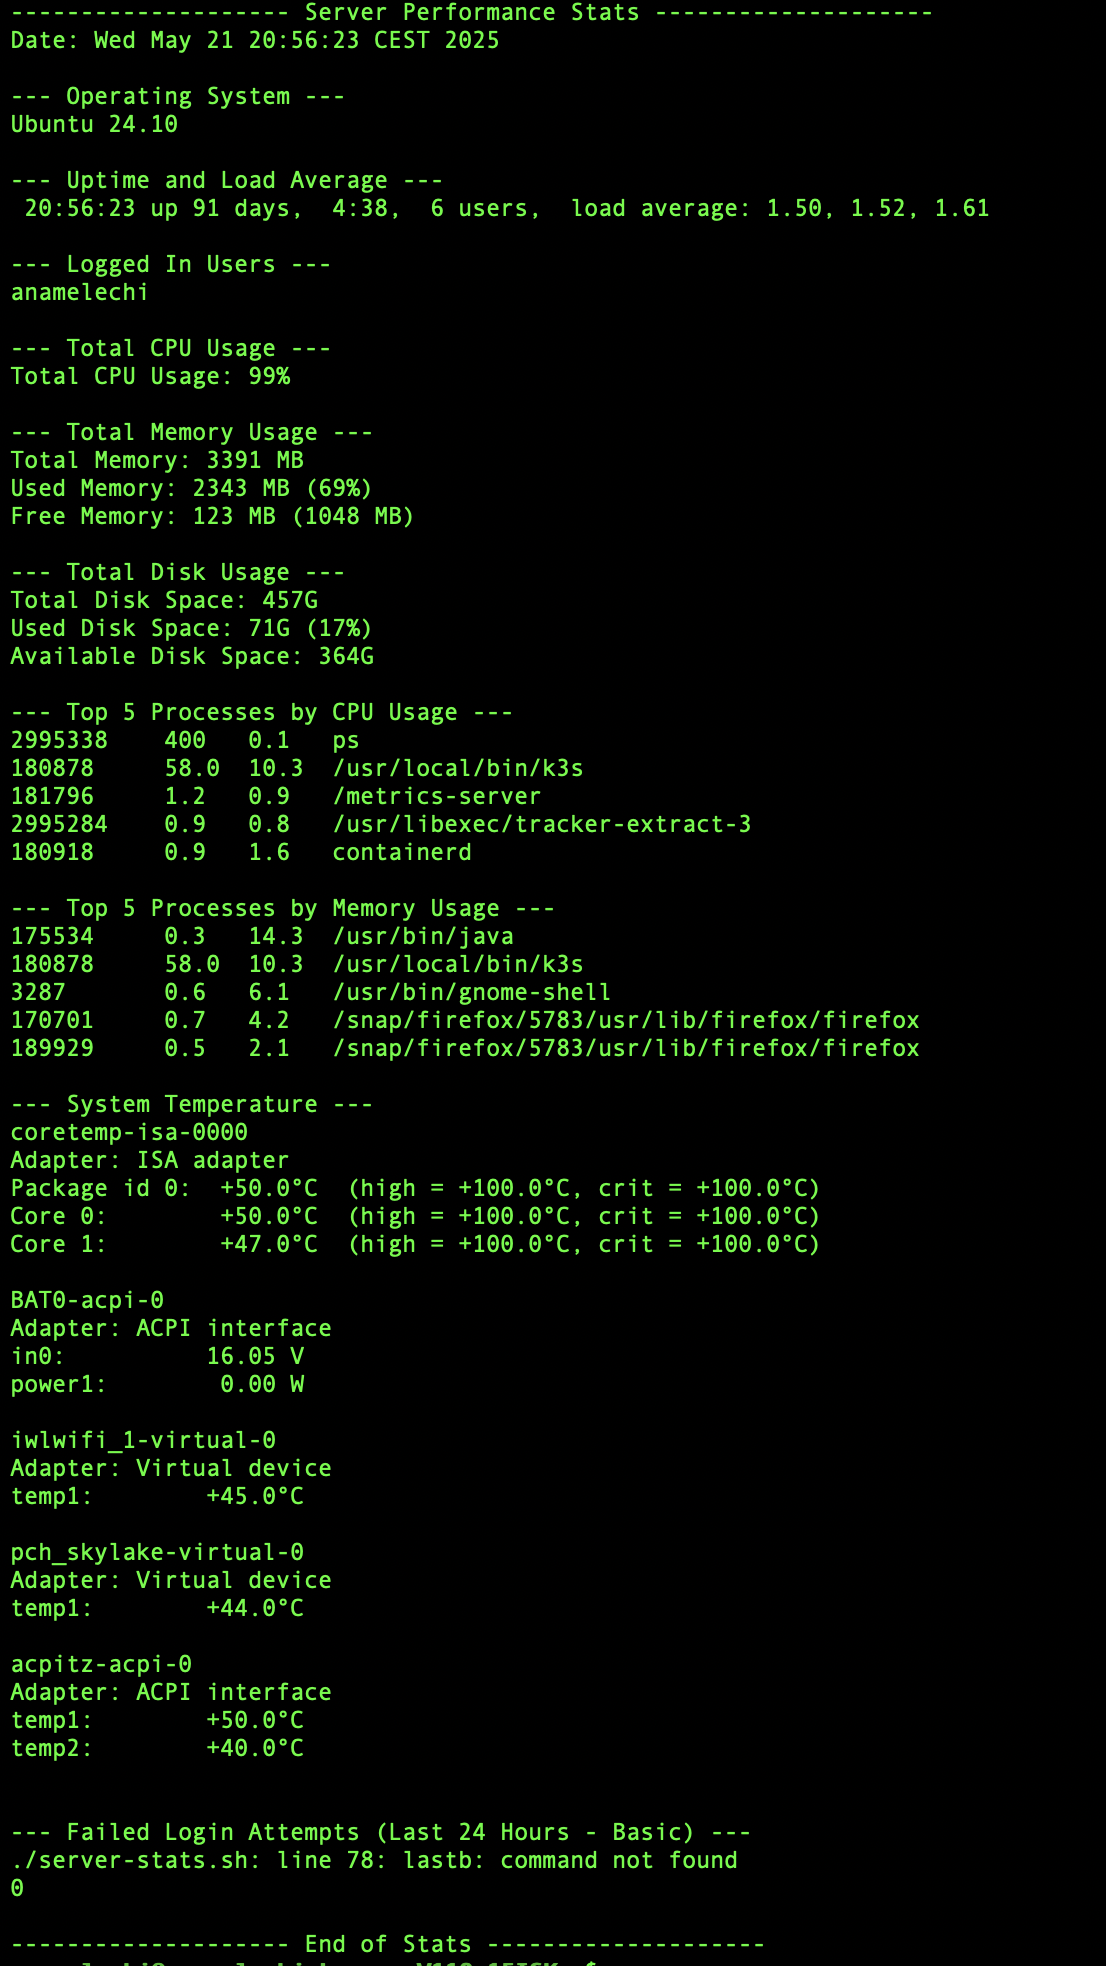 -------------------- Server Performance Stats --------------------
Date: Wed May 21 20:56:23 CEST 2025

--- Operating System ---
Ubuntu 24.10

--- Uptime and Load Average ---
 20:56:23 up 91 days,  4:38,  6 users,  load average: 1.50, 1.52, 1.61

--- Logged In Users ---
anamelechi

--- Total CPU Usage ---
Total CPU Usage: 99%

--- Total Memory Usage ---
Total Memory: 3391 MB
Used Memory: 2343 MB (69%)
Free Memory: 123 MB (1048 MB)

--- Total Disk Usage ---
Total Disk Space: 457G
Used Disk Space: 71G (17%)
Available Disk Space: 364G

--- Top 5 Processes by CPU Usage ---
2995338    400   0.1   ps
180878     58.0  10.3  /usr/local/bin/k3s
181796     1.2   0.9   /metrics-server
2995284    0.9   0.8   /usr/libexec/tracker-extract-3
180918     0.9   1.6   containerd

--- Top 5 Processes by Memory Usage ---
175534     0.3   14.3  /usr/bin/java
180878     58.0  10.3  /usr/local/bin/k3s
3287       0.6   6.1   /usr/bin/gnome-shell
170701     0.7   4.2   /snap/firefox/5783/usr/lib/firefox/firefox
189929     0.5   2.1   /snap/firefox/5783/usr/lib/firefox/firefox

--- System Temperature ---
coretemp-isa-0000
Adapter: ISA adapter
Package id 0:  +50.0°C  (high = +100.0°C, crit = +100.0°C)
Core 0:        +50.0°C  (high = +100.0°C, crit = +100.0°C)
Core 1:        +47.0°C  (high = +100.0°C, crit = +100.0°C)

BAT0-acpi-0
Adapter: ACPI interface
in0:          16.05 V
power1:        0.00 W

iwlwifi_1-virtual-0
Adapter: Virtual device
temp1:        +45.0°C

pch_skylake-virtual-0
Adapter: Virtual device
temp1:        +44.0°C

acpitz-acpi-0
Adapter: ACPI interface
temp1:        +50.0°C
temp2:        +40.0°C

--- Failed Login Attempts (Last 24 Hours - Basic) ---
./server-stats.sh: line 78: lastb: command not found
0

-------------------- End of Stats --------------------